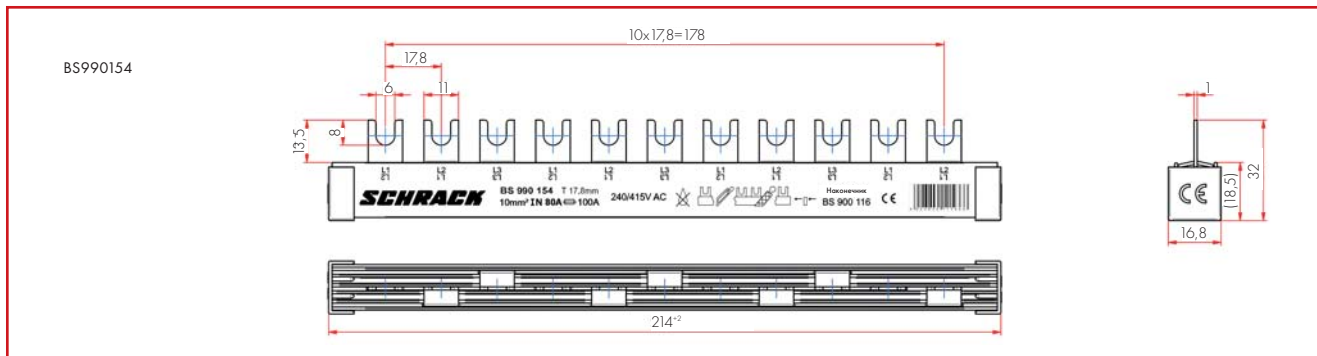 BS990154
10x17,8=178
17,8
6
11
8
13,5
SCHRACK
BS 990 154 T 17,8mm
10mm² IN 80A 100A
240/415V AC
Наконечник
BS 900 116
CE
214⁺²
1
32
(18,5)
CE
16,8